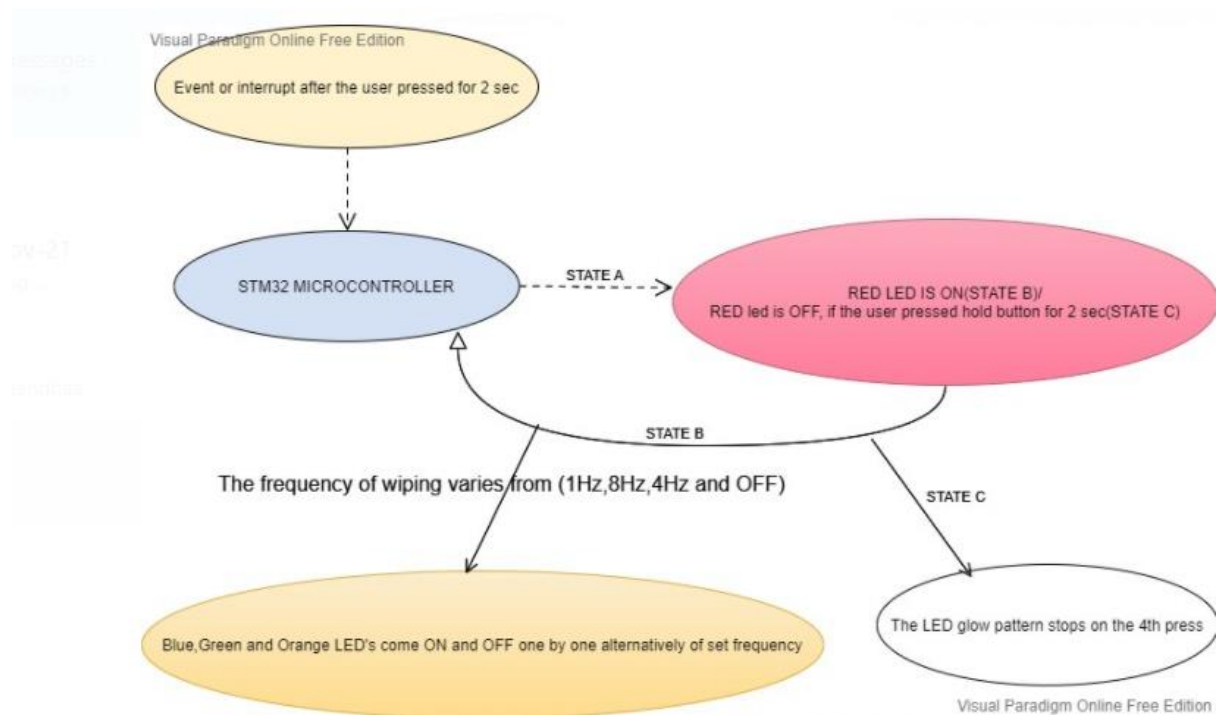 Visual Paradigm Online Free Edition
Event or interrupt after the user pressed for 2 sec
STM32 MICROCONTROLLER
STATE A
RED LED IS ON(STATE B)/
RED led is OFF, if the user pressed hold button for 2 sec(STATE C)
STATE B
The frequency of wiping varies from (1Hz,8Hz,4Hz and OFF)
STATE C
Blue,Green and Orange LED's come ON and OFF one by one alternatively of set frequency
The LED glow pattern stops on the 4th press
Visual Paradigm Online Free Edition